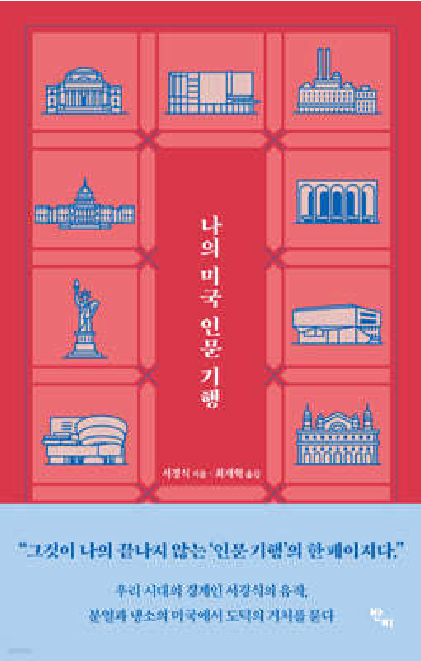 나의 미국 인문 기행
서경식 지음 · 최재혁 옮김
“그것이 나의 끝나지 않는 ‘인문 기행’의 한 페이지다.”
우리 시대의 경계인 서경식의 유작,
분열과 냉소의 미국에서 도덕의 거처를 묻다
반비